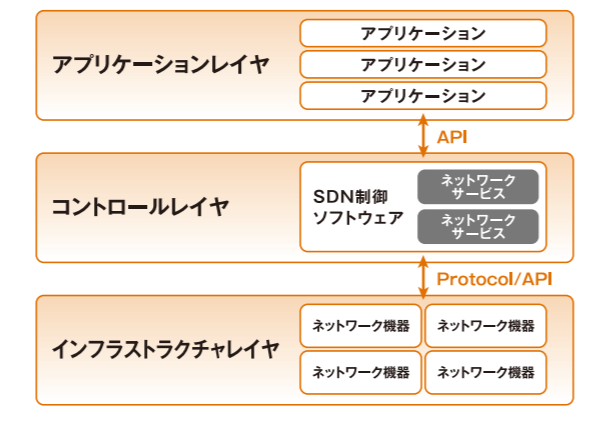 アプリケーションレイヤ
アプリケーション
アプリケーション
アプリケーション
API
コントロールレイヤ
SDN制御
ソフトウェア
ネットワーク
サービス
ネットワーク
サービス
Protocol/API
インフラストラクチャレイヤ
ネットワーク機器
ネットワーク機器
ネットワーク機器
ネットワーク機器